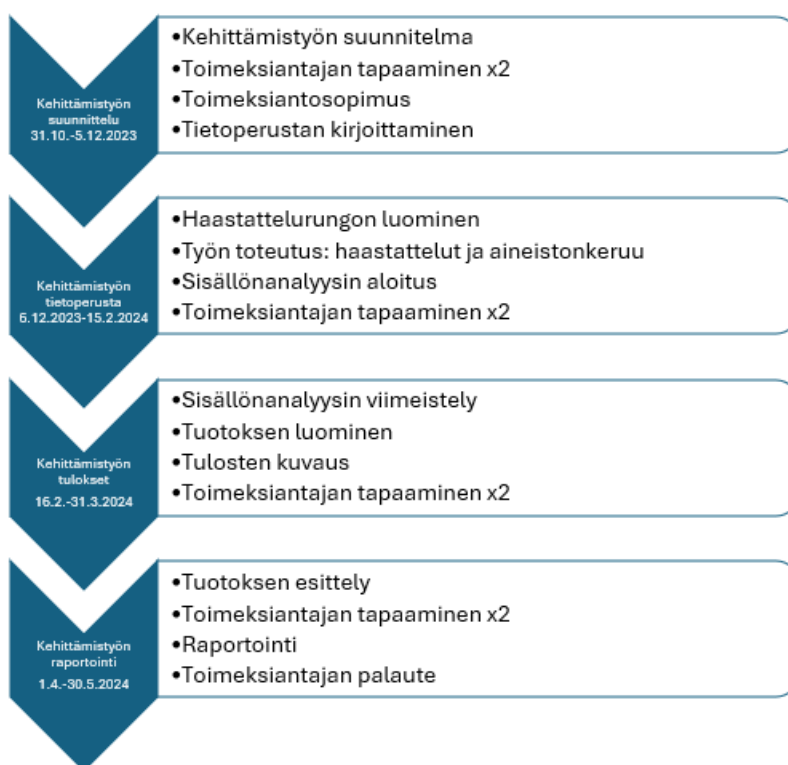 Kehittämistyön
suunnittelu
31.10.-5.12.2023
•Kehittämistyön suunnitelma
•Toimeksiantajan tapaaminen x2
•Toimeksiantosopimus
•Tietoperustan kirjoittaminen
Kehittämistyön
tietoperusta
6.12.2023-15.2.2024
•Haastattelurungon luominen
•Työn toteutus: haastattelut ja aineistonkeruu
•Sisällönanalyysin aloitus
•Toimeksiantajan tapaaminen x2
Kehittämistyön
tulokset
16.2.-31.3.2024
•Sisällönanalyysin viimeistely
•Tuotoksen luominen
•Tulosten kuvaus
•Toimeksiantajan tapaaminen x2
Kehittämistyön
raportointi
1.4.-30.5.2024
•Tuotoksen esittely
•Toimeksiantajan tapaaminen x2
•Raportointi
•Toimeksiantajan palaute